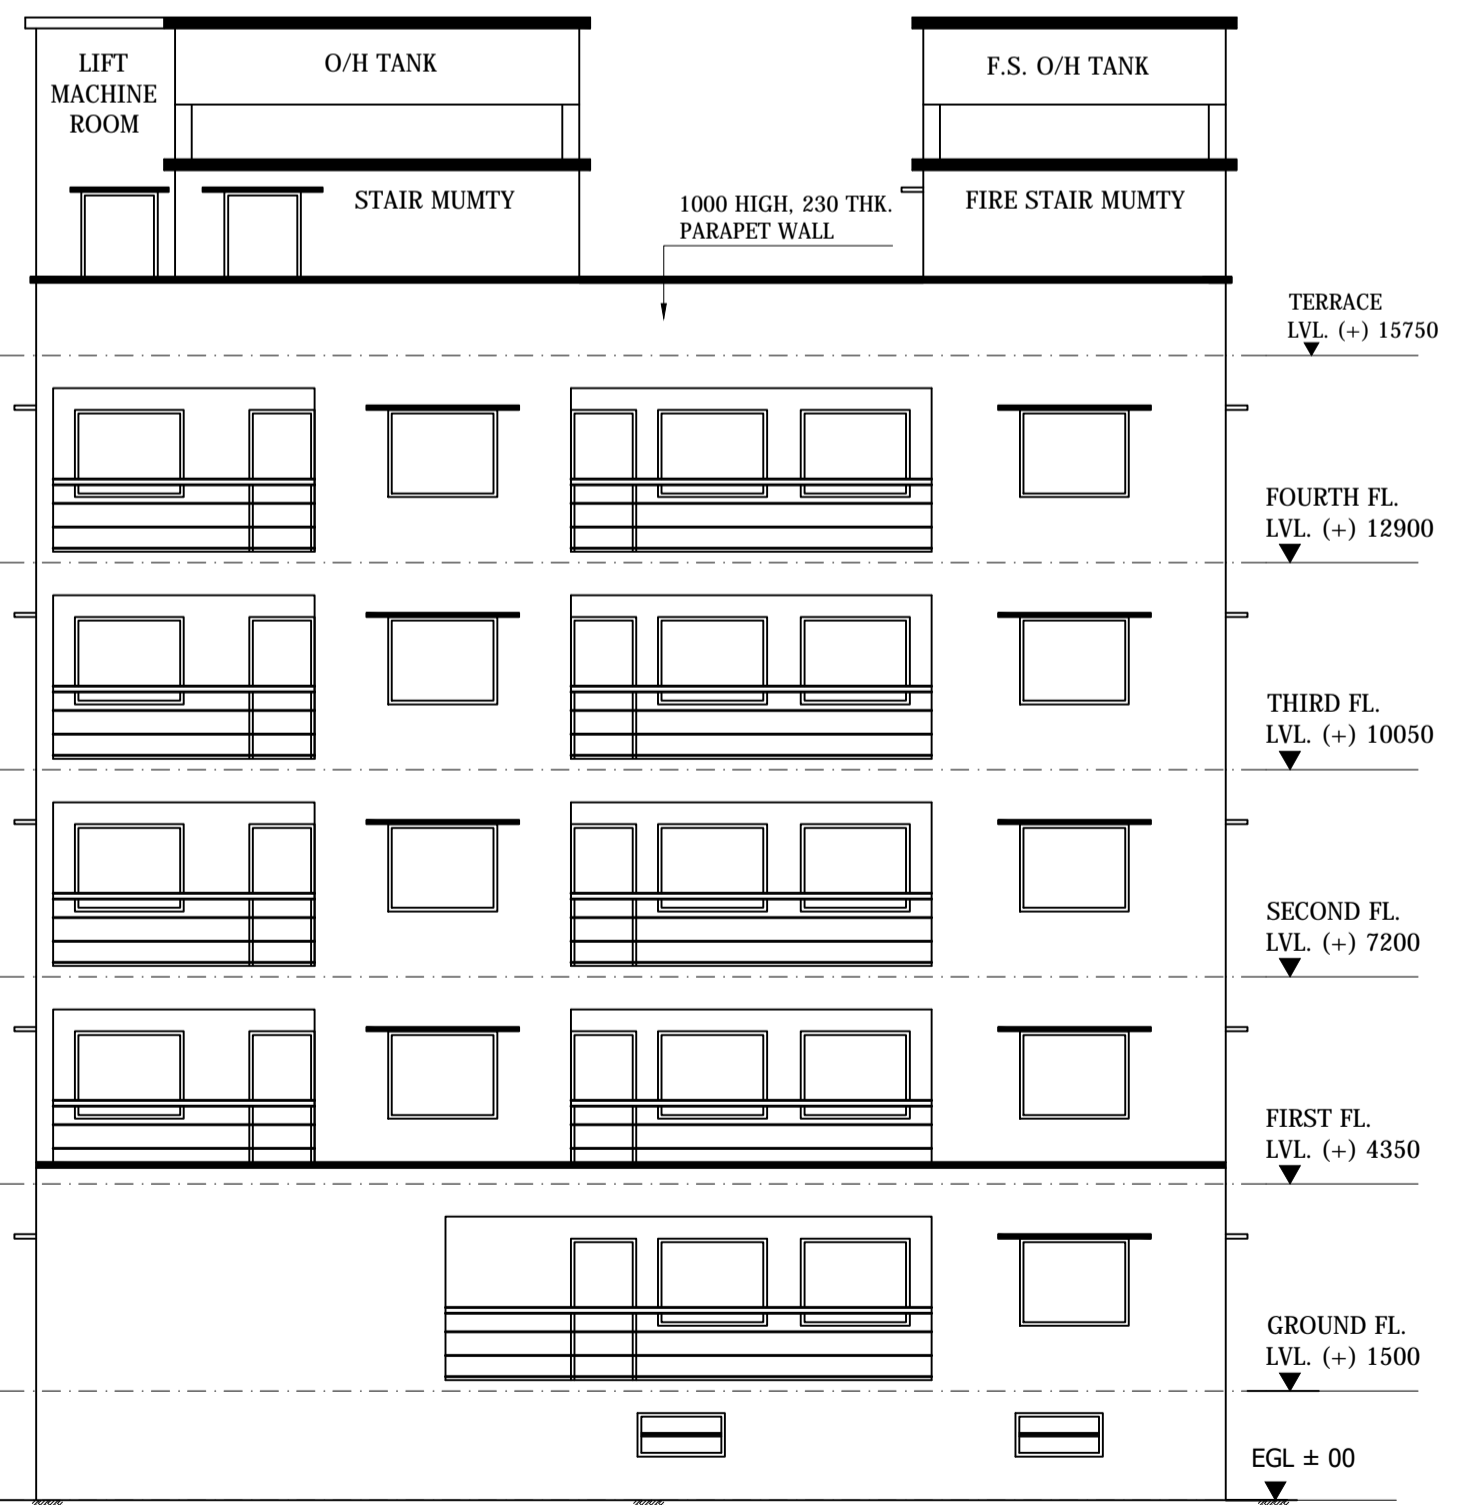 LIFT
MACHINE
ROOM
O/H TANK
F.S. O/H TANK
STAIR MUMTY
1000 HIGH, 230 THK.
PARAPET WALL
FIRE STAIR MUMTY
TERRACE
LVL. (+) 15750
FOURTH FL.
LVL. (+) 12900
THIRD FL.
LVL. (+) 10050
SECOND FL.
LVL. (+) 7200
FIRST FL.
LVL. (+) 4350
GROUND FL.
LVL. (+) 1500
EGL ± 00